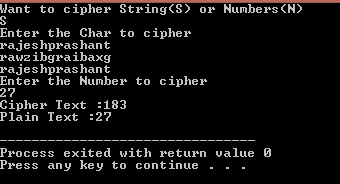 Want to cipher String(S) or Numbers(N)
S
Enter the Char to cipher
rajeshprashant
rawzibgraibaxg
rajeshprashant
Enter the Number to cipher
27
Cipher Text :183
Plain Text :27
--------------------------------
Process exited with return value 0
Press any key to continue . . .